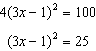 4(3x − 1)² = 100
(3x − 1)² = 25